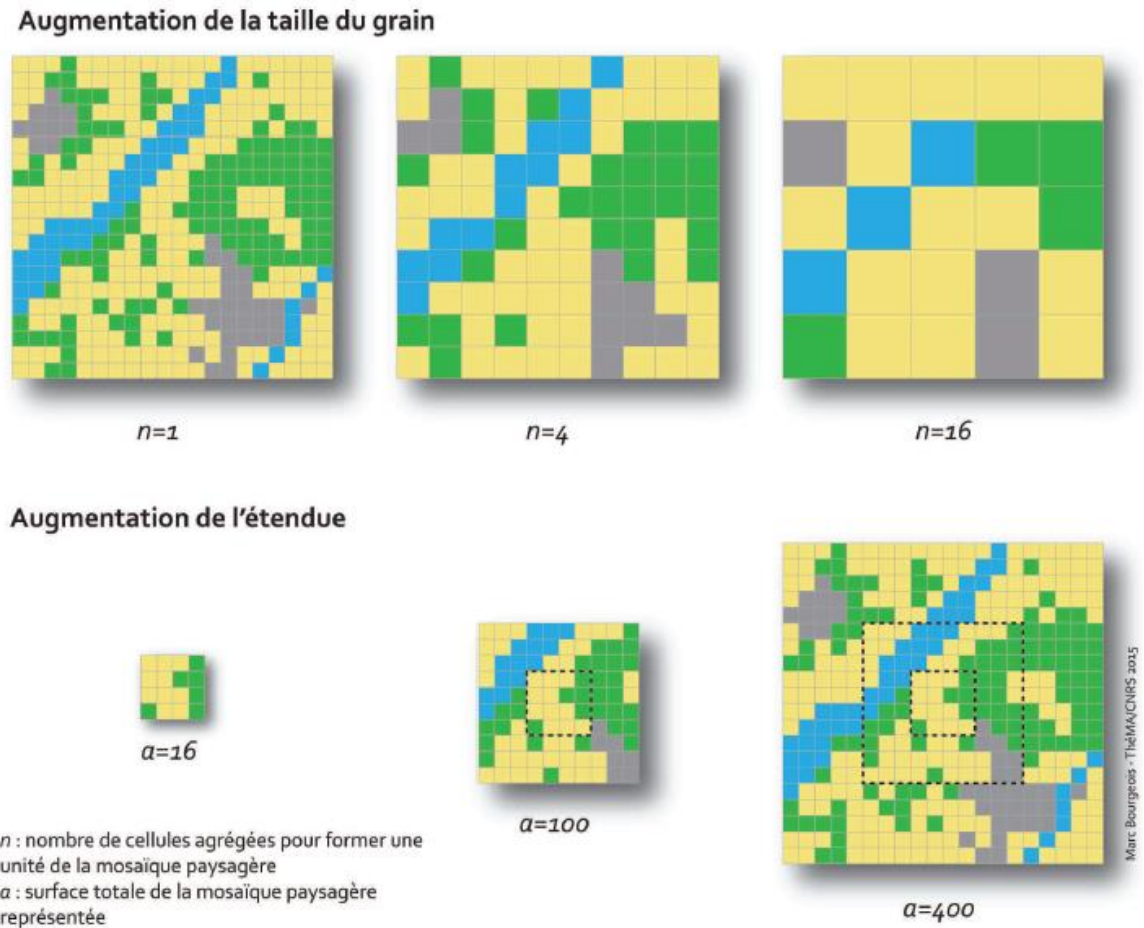 Augmentation de la taille du grain
n=1
n=4
n=16
Augmentation de l'étendue
a=16
a=100
a=400
n : nombre de cellules agrégées pour former une
unité de la mosaïque paysagère
a : surface totale de la mosaïque paysagère
représentée
Marc Bourgeois - ThéMA/CNRS 2015